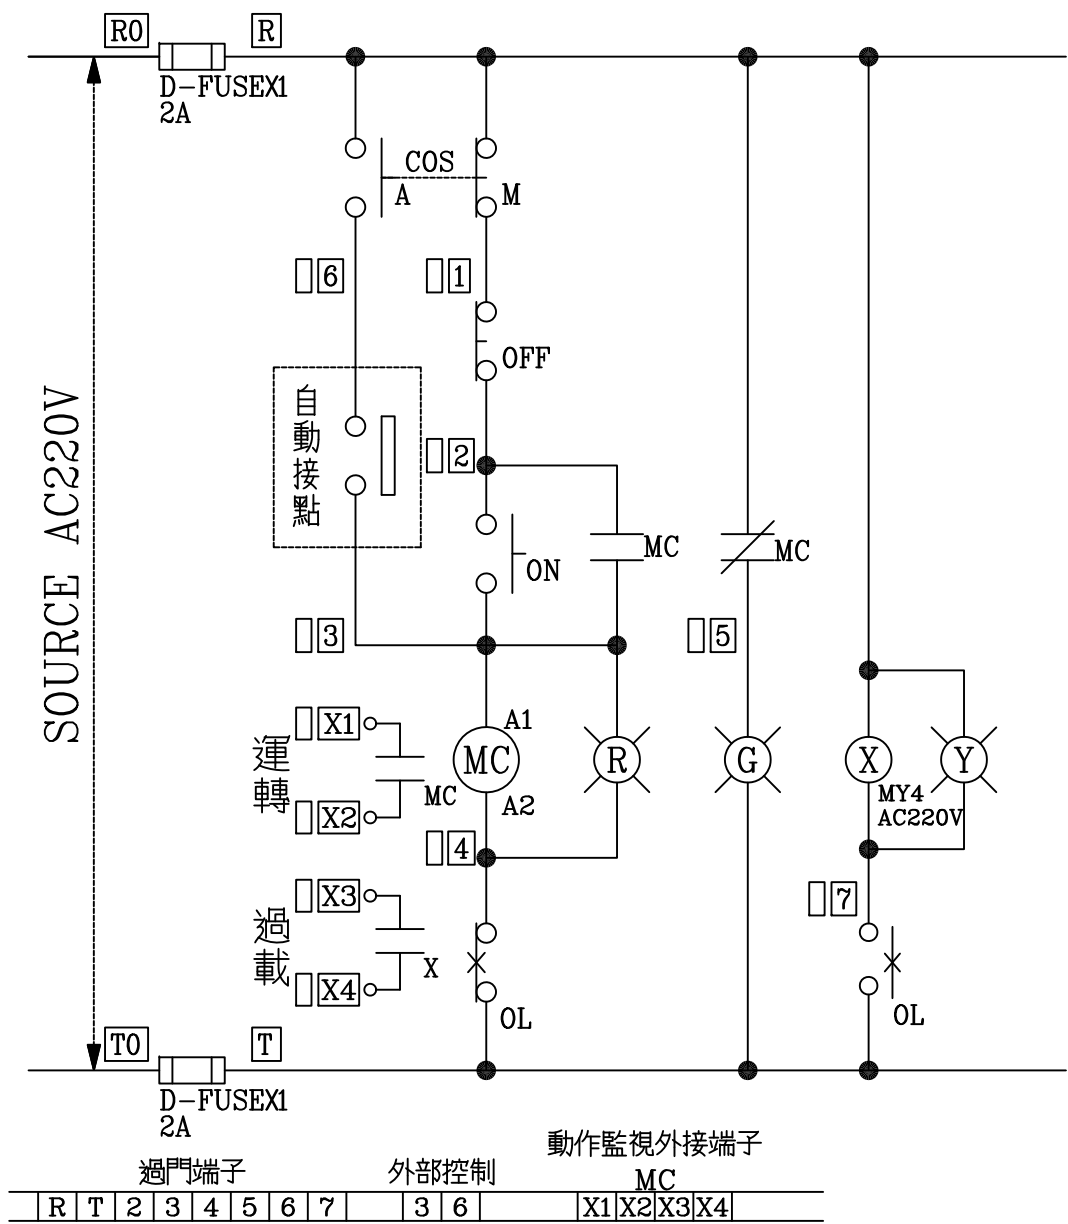 R0 R
D-FUSEX1
2A
COS
A M
6 1
OFF
自動接點
2
MC MC
ON
3 5
SOURCE AC220V
X1 A1
運轉
MC R G X Y
MC A2
MY4
AC220V
X2
4
X3
7
過載
X
X4
OL OL
T0 T
D-FUSEX1
2A
動作監視外接端子
過門端子 外部控制 MC
R T 2 3 4 5 6 7 3 6 X1 X2 X3 X4